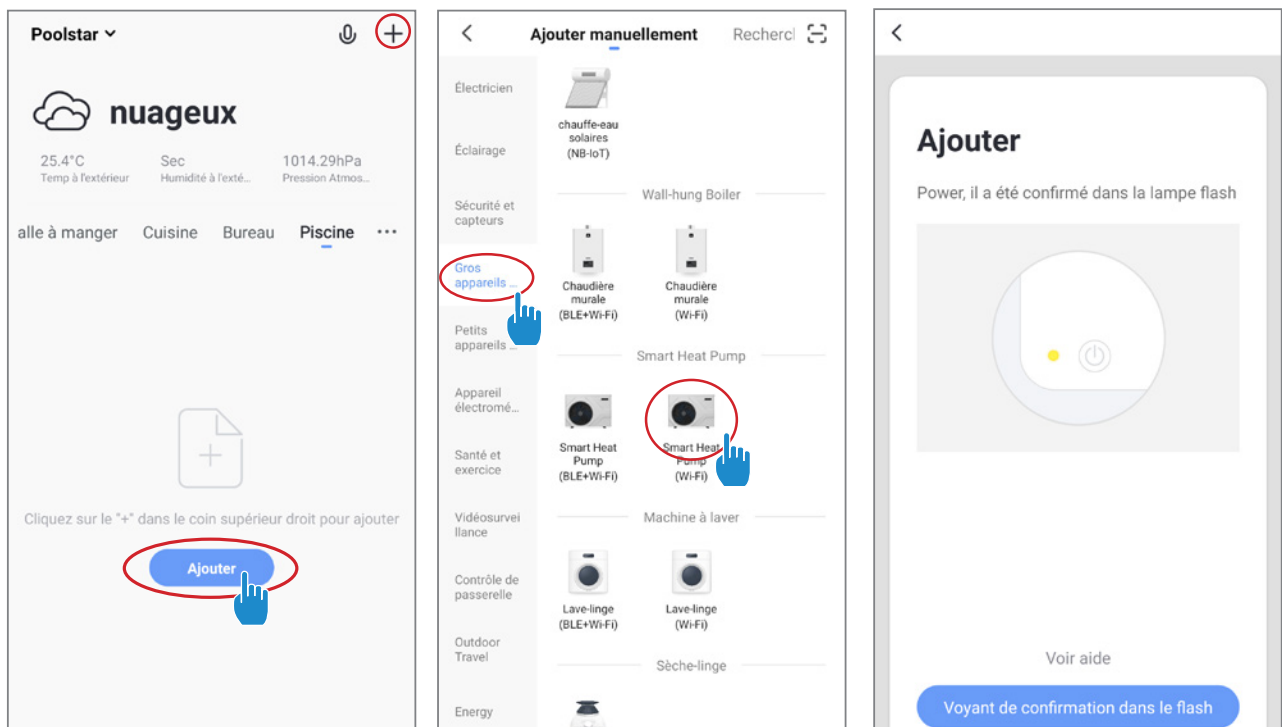 Poolstar
nuageux
25.4°C Sec 1014.29hPa
Temp à l'extérieur Humidité à l'exté... Pression Atmos...
alle à manger Cuisine Bureau Piscine ...
Cliquez sur le "+" dans le coin supérieur droit pour ajouter
Ajouter
Ajouter manuellement Rechercl
Électricien
Éclairage
Sécurité et
capteurs
Gros
appareils ...
Petits
appareils ...
Appareil
électromé...
Santé et
exercice
Vidéosurvei
llance
Contrôle de
passerelle
Outdoor
Travel
Energy
chauffe-eau
solaires
(NB-IoT)
Wall-hung Boiler
Chaudière
murale
(BLE+Wi-Fi)
Chaudière
murale
(Wi-Fi)
Smart Heat Pump
Smart Heat
Pump
(BLE+Wi-Fi)
Smart Heat
Pump
(Wi-Fi)
Machine à laver
Lave-linge
(BLE+Wi-Fi)
Lave-linge
(Wi-Fi)
Sèche-linge
Ajouter
Power, il a été confirmé dans la lampe flash
Voir aide
Voyant de confirmation dans le flash